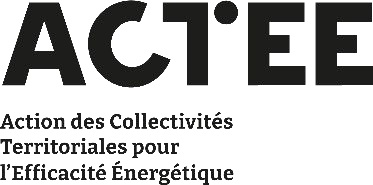 ACTEE
Action des Collectivités
Territoriales pour
l'Efficacité Énergétique